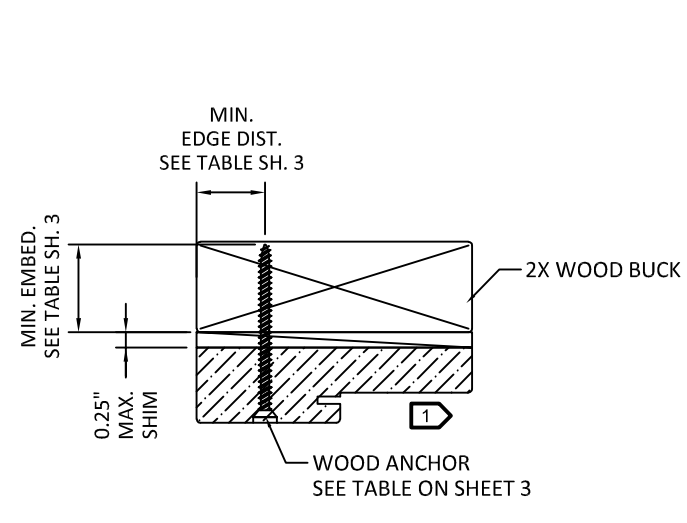 MIN.
EDGE DIST.
SEE TABLE SH. 3
MIN. EMBED.
SEE TABLE SH. 3
2X WOOD BUCK
0.25"
MAX.
SHIM
1
WOOD ANCHOR
SEE TABLE ON SHEET 3